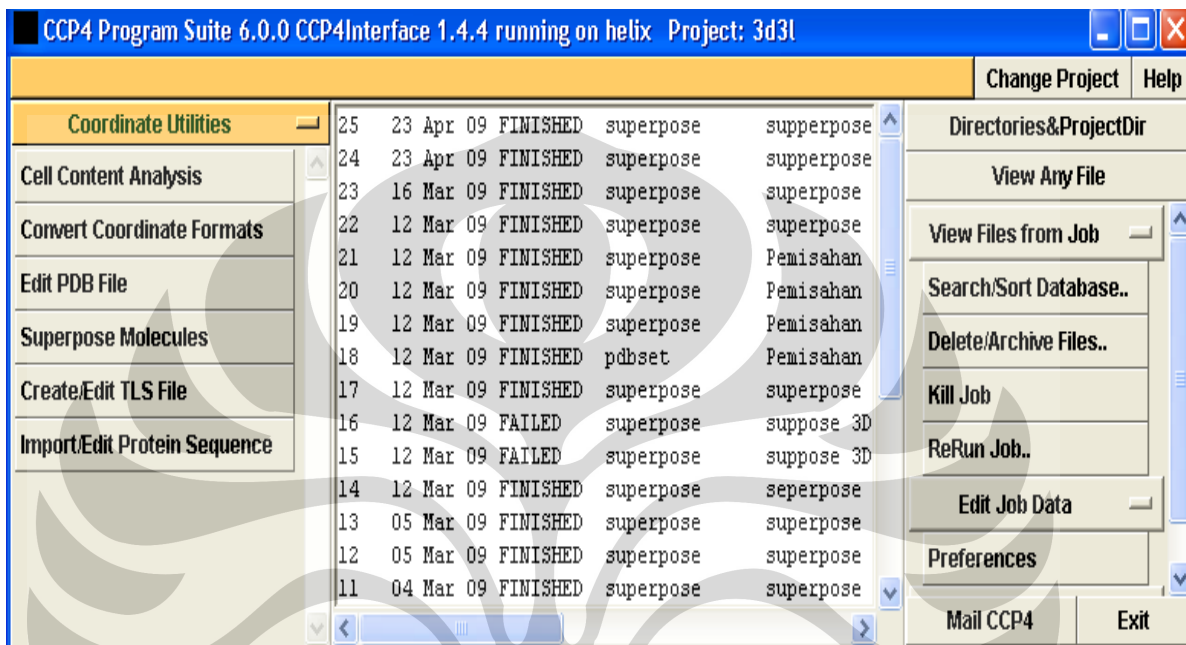 CCP4 Program Suite 6.0.0 CCP4Interface 1.4.4 running on helix Project: 3d3l
Change Project Help
Coordinate Utilities
Cell Content Analysis
Convert Coordinate Formats
Edit PDB File
Superpose Molecules
Create/Edit TLS File
Import/Edit Protein Sequence
25 23 Apr 09 FINISHED superpose supperpose
24 23 Apr 09 FINISHED superpose supperpose
23 16 Mar 09 FINISHED superpose superpose
22 12 Mar 09 FINISHED superpose superpose
21 12 Mar 09 FINISHED superpose Pemisahan
20 12 Mar 09 FINISHED superpose Pemisahan
19 12 Mar 09 FINISHED superpose Pemisahan
18 12 Mar 09 FINISHED pdbset Pemisahan
17 12 Mar 09 FINISHED superpose superpose
16 12 Mar 09 FAILED superpose suppose 3D
15 12 Mar 09 FAILED superpose suppose 3D
14 12 Mar 09 FINISHED superpose seperpose
13 05 Mar 09 FINISHED superpose superpose
12 05 Mar 09 FINISHED superpose superpose
11 04 Mar 09 FINISHED superpose superpose
Directories&ProjectDir
View Any File
View Files from Job
Search/Sort Database..
Delete/Archive Files..
Kill Job
ReRun Job..
Edit Job Data
Preferences
Mail CCP4 Exit